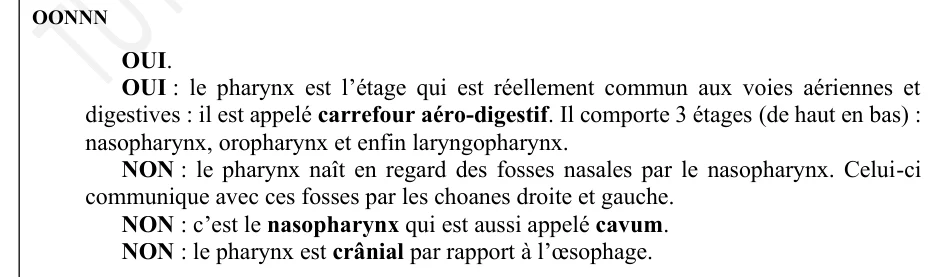 OONNN
OUI.
OUI : le pharynx est l’étage qui est réellement commun aux voies aériennes et
digestives : il est appelé carrefour aéro-digestif. Il comporte 3 étages (de haut en bas) :
nasopharynx, oropharynx et enfin laryngopharynx.
NON : le pharynx naît en regard des fosses nasales par le nasopharynx. Celui-ci
communique avec ces fosses par les choanes droite et gauche.
NON : c’est le nasopharynx qui est aussi appelé cavum.
NON : le pharynx est crânial par rapport à l’œsophage.